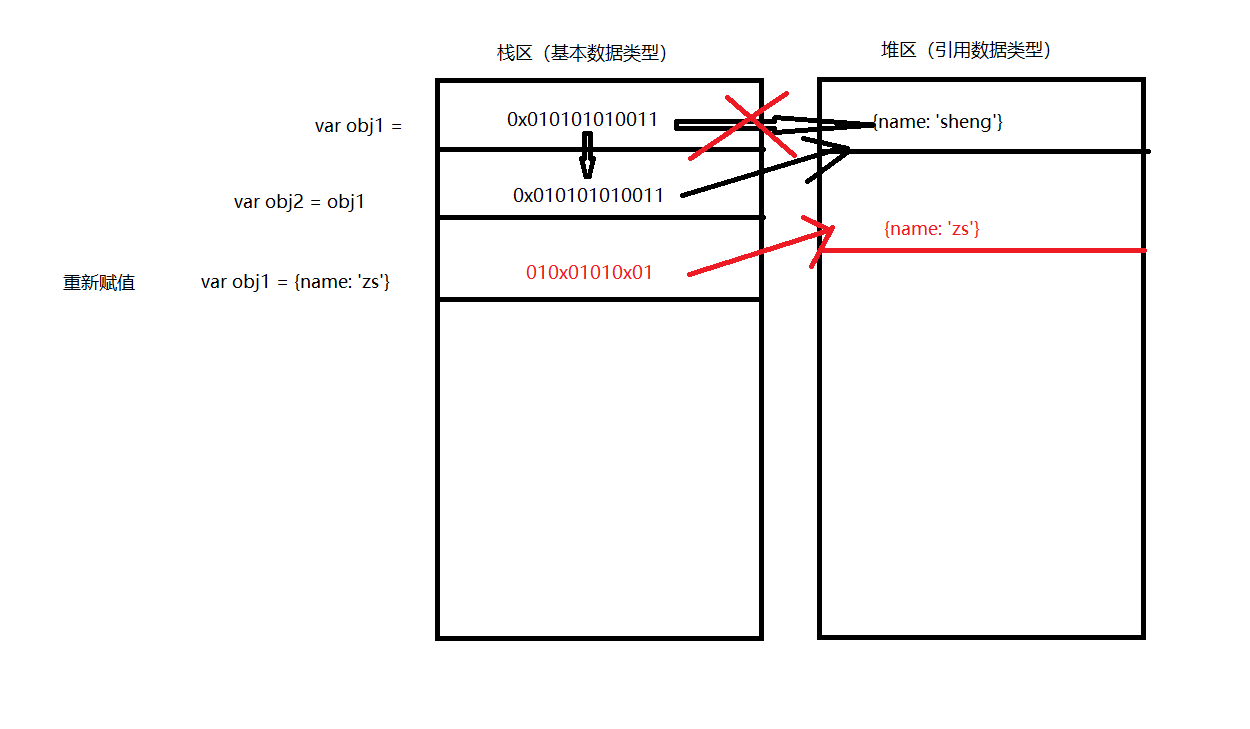 栈区（基本数据类型）
堆区（引用数据类型）
var obj1 =
0x010101010011
{name: 'sheng'}
var obj2 = obj1
0x010101010011
{name: 'zs'}
重新赋值
var obj1 = {name: 'zs'}
010x01010x01